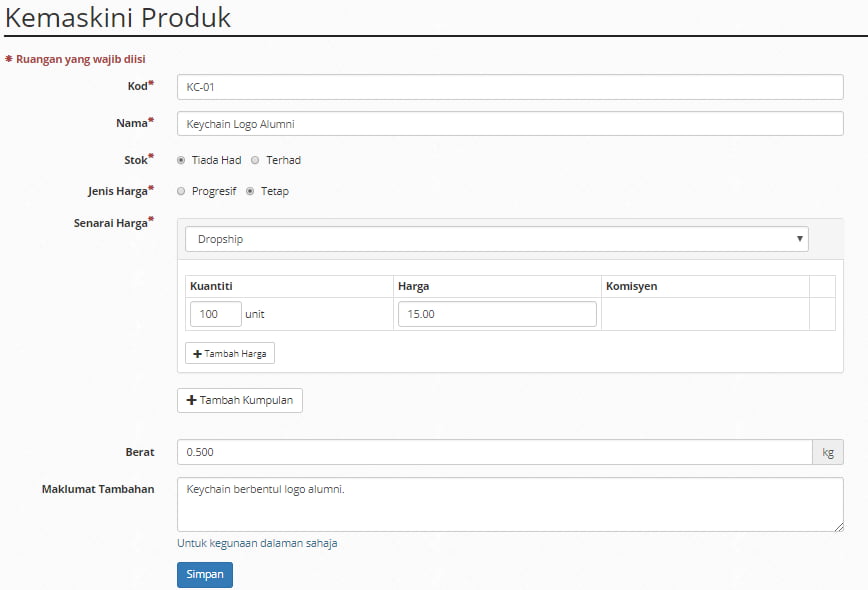 Kemaskini Produk
* Ruangan yang wajib diisi
Kod* KC-01
Nama* Keychain Logo Alumni
Stok* Tiada Had Terhad
Jenis Harga* Progresif Tetap
Senarai Harga*
Dropship
Kuantiti Harga Komisyen
100 unit 15.00
+ Tambah Harga
+ Tambah Kumpulan
Berat 0.500 kg
Maklumat Tambahan Keychain berbentul logo alumni.
Untuk kegunaan dalaman sahaja
Simpan